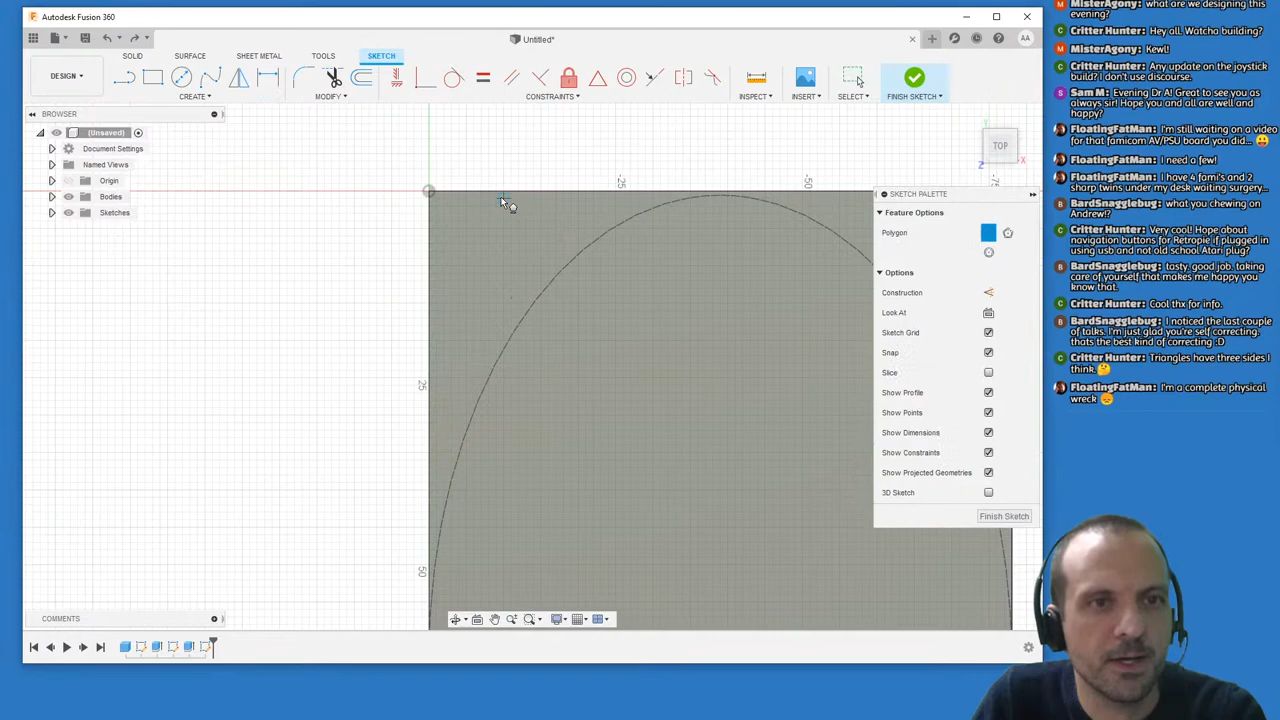 Autodesk Fusion 360
Untitled*
AA
DESIGN
SOLID
SURFACE
SHEET METAL
TOOLS
SKETCH
CREATE
MODIFY
CONSTRAINTS
INSPECT
INSERT
SELECT
FINISH SKETCH
BROWSER
(Unsaved)
Document Settings
Named Views
Origin
Bodies
Sketches
-25
-50
-75
25
50
Y
TOP
X
Z
SKETCH PALETTE
Feature Options
Polygon
Options
Construction
Look At
Sketch Grid
Snap
Slice
Show Profile
Show Points
Show Dimensions
Show Constraints
Show Projected Geometries
3D Sketch
Finish Sketch
COMMENTS
MisterAgony: what are we designing this
evening?
Critter Hunter: Hey all. Watcha building?
MisterAgony: Kewl!
Critter Hunter: Any update on the joystick
build? I don't use discourse.
Sam M: Evening Dr A! Great to see you as
always sir! Hope you and all are well and
happy?
FloatingFatMan: I'm still waiting on a video
for that famicom AV/PSU board you did...
FloatingFatMan: I need a few!
FloatingFatMan: I have 4 fami's and 2
sharp twins under my desk waiting surgery...
BardSnagglebug: what you chewing on
Andrew!?
Critter Hunter: Very cool! Hope about
navigation buttons for Retropie if plugged in
using usb and not old school Atari plug?
BardSnagglebug: tasty. good job. taking
care of yourself that makes me happy you
know that.
Critter Hunter: Cool thx for info.
BardSnagglebug: I noticed the last couple
of talks. I'm just glad you're self correcting.
thats the best kind of correcting :D
Critter Hunter: Triangles have three sides I
think.
FloatingFatMan: I'm a complete physical
wreck